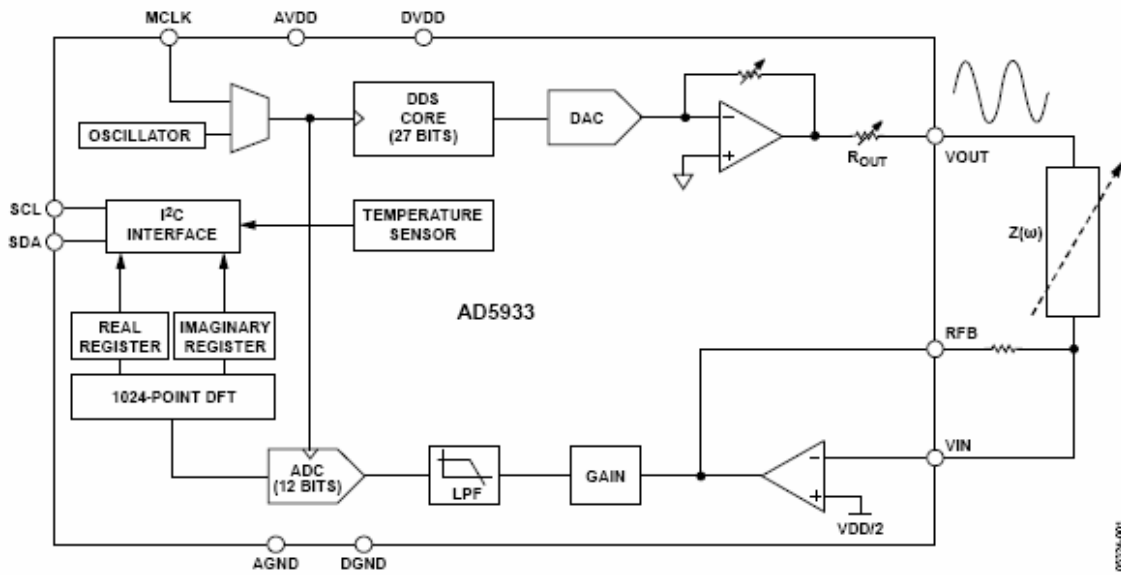 MCLK
AVDD
DVDD
OSCILLATOR
DDS
CORE
(27 BITS)
DAC
ROUT
VOUT
SCL
SDA
I2C
INTERFACE
TEMPERATURE
SENSOR
Z(ω)
AD5933
REAL
REGISTER
IMAGINARY
REGISTER
1024-POINT DFT
RFB
VIN
ADC
(12 BITS)
LPF
GAIN
VDD/2
AGND
DGND